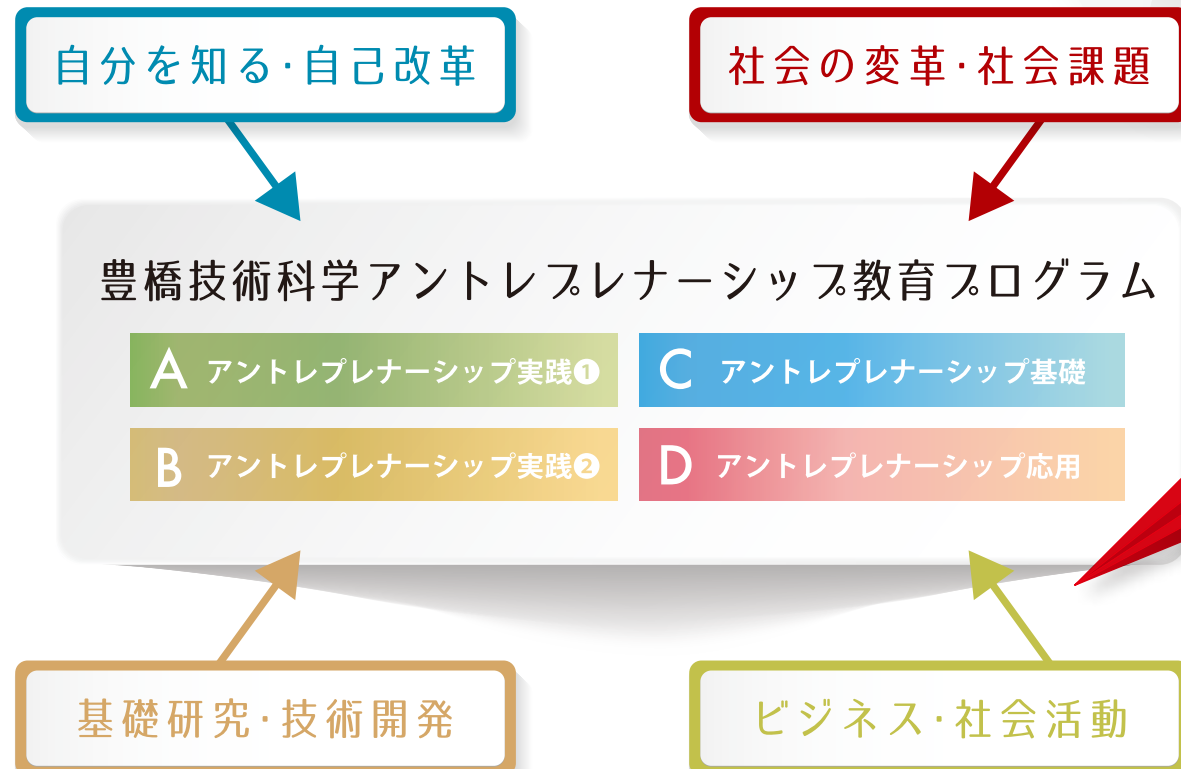 自分を知る・自己改革
社会の変革・社会課題
豊橋技術科学アントレプレナーシップ教育プログラム
A アントレプレナーシップ実践❶
C アントレプレナーシップ基礎
B アントレプレナーシップ実践❷
D アントレプレナーシップ応用
基礎研究・技術開発
ビジネス・社会活動